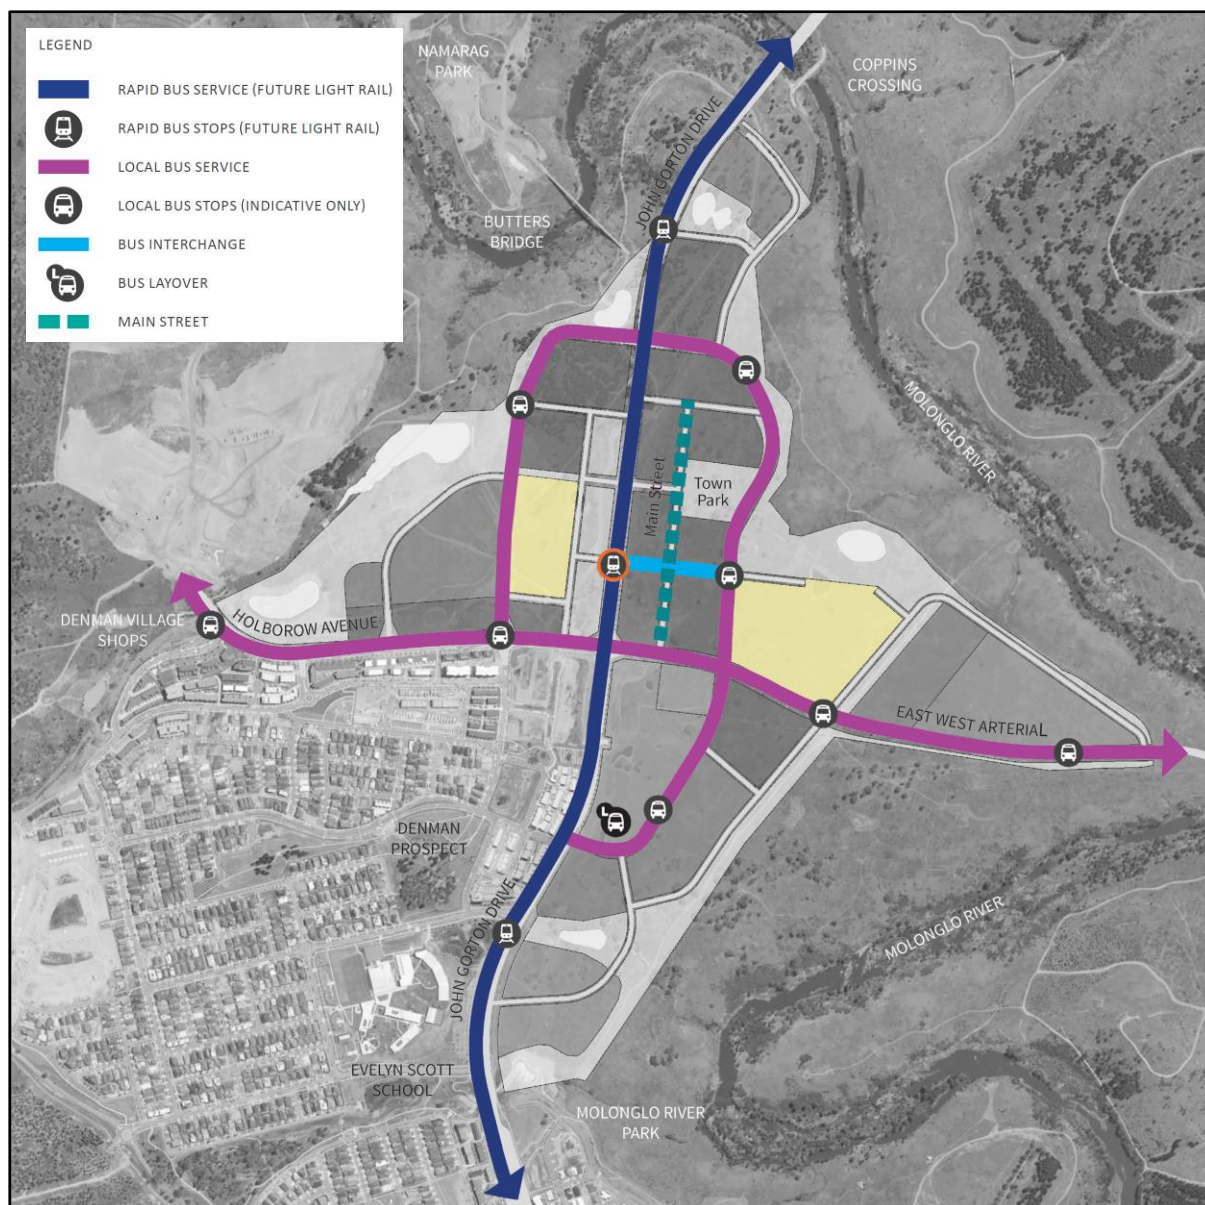 LEGEND
RAPID BUS SERVICE (FUTURE LIGHT RAIL)
RAPID BUS STOPS (FUTURE LIGHT RAIL)
LOCAL BUS SERVICE
LOCAL BUS STOPS (INDICATIVE ONLY)
BUS INTERCHANGE
L
BUS LAYOVER
MAIN STREET
NAMARAG
PARK
COPPINS
CROSSING
JOHN GORTON DRIVE
BUTTERS
BRIDGE
MOLONGLO RIVER
Main Street
Town
Park
DENMAN VILLAGE
SHOPS
HOLBOROW AVENUE
EAST WEST ARTERIAL
L
DENMAN
PROSPECT
JOHN GORTON DRIVE
MOLONGLO RIVER
EVELYN SCOTT
SCHOOL
MOLONGLO RIVER
PARK